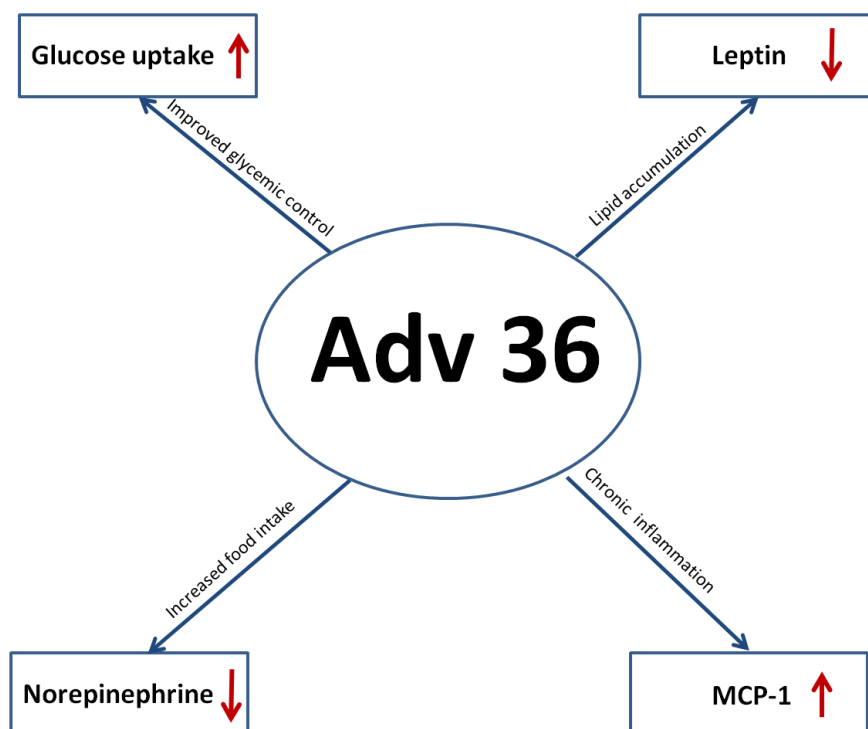 Glucose uptake
Leptin
Improved glycemic control
Lipid accumulation
Adv 36
Increased food intake
Chronic inflammation
Norepinephrine
MCP-1